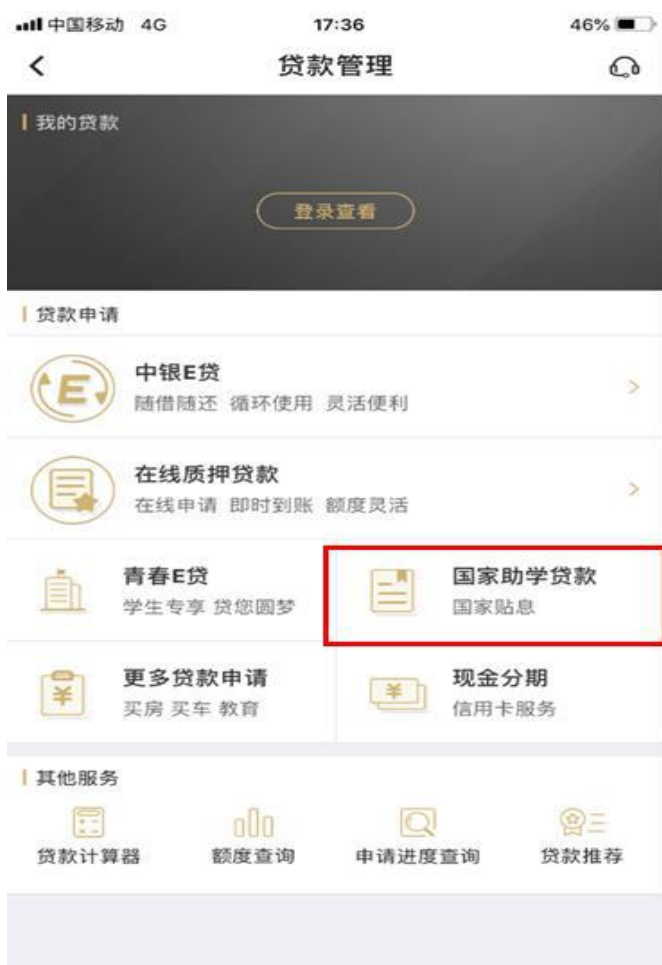 中国移动 4G 17:36 46%
贷款管理
我的贷款
登录查看
贷款申请
E
中银E贷
随借随还 循环使用 灵活便利
在线质押贷款
在线申请 即时到账 额度灵活
青春E贷
学生专享 贷您圆梦
国家助学贷款
国家贴息
更多贷款申请
买房 买车 教育
现金分期
信用卡服务
其他服务
贷款计算器 额度查询 申请进度查询 贷款推荐